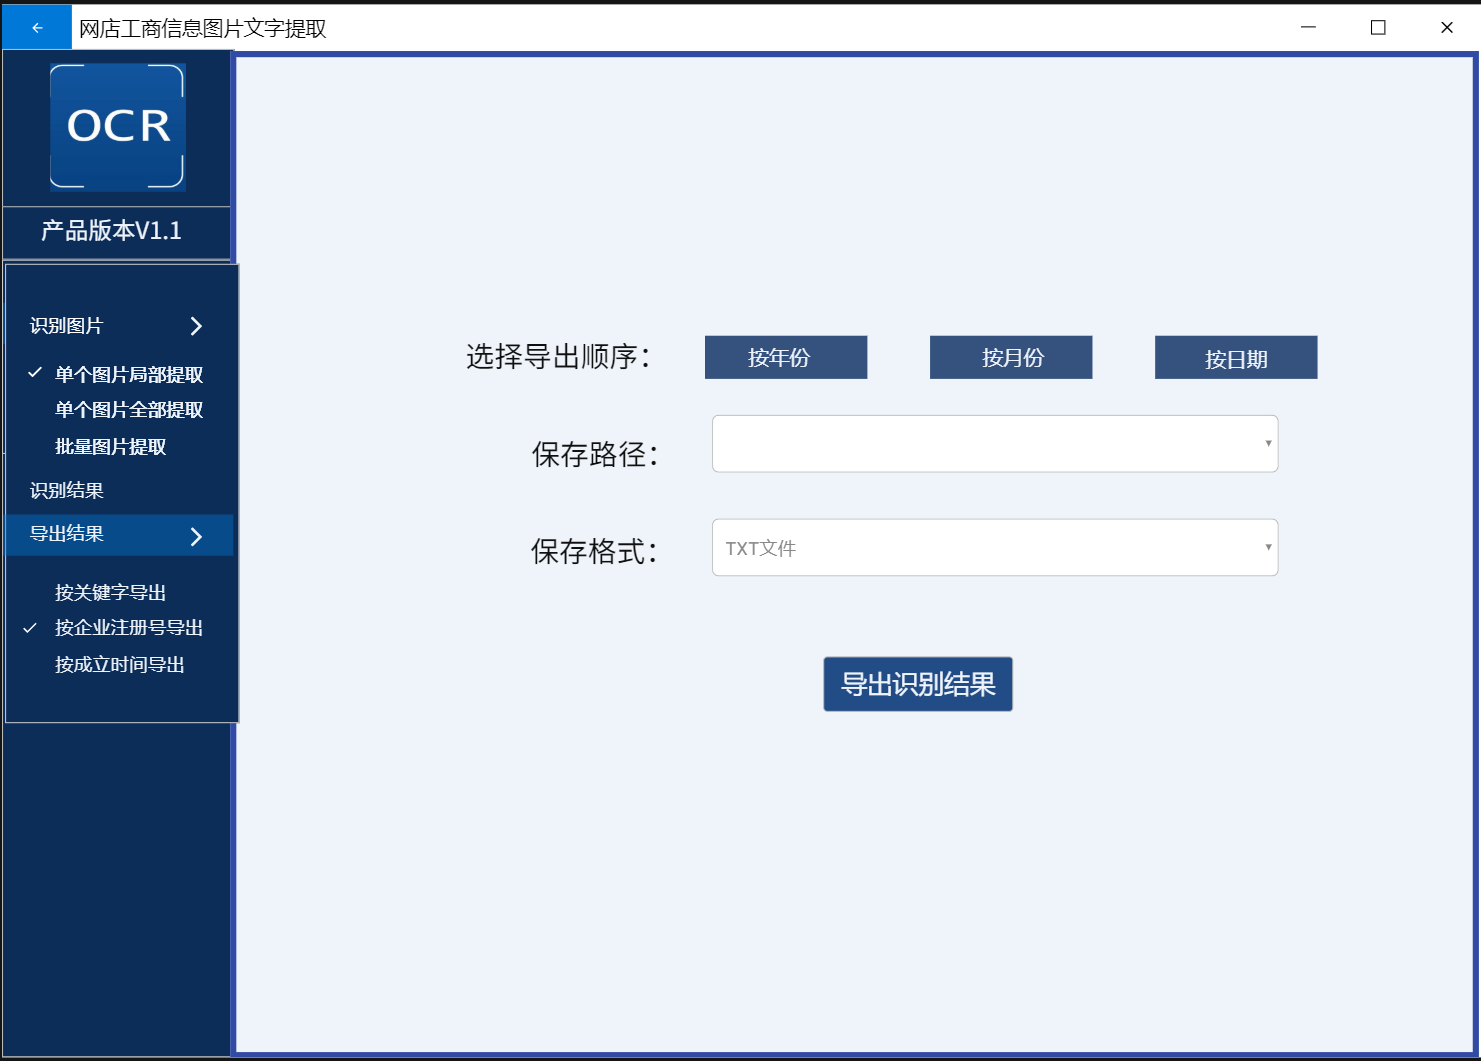 网店工商信息图片文字提取
OCR
产品版本V1.1
识别图片
单个图片局部提取
单个图片全部提取
批量图片提取
识别结果
导出结果
按关键字导出
按企业注册号导出
按成立时间导出
选择导出顺序：
按年份
按月份
按日期
保存路径：
保存格式：
TXT文件
导出识别结果